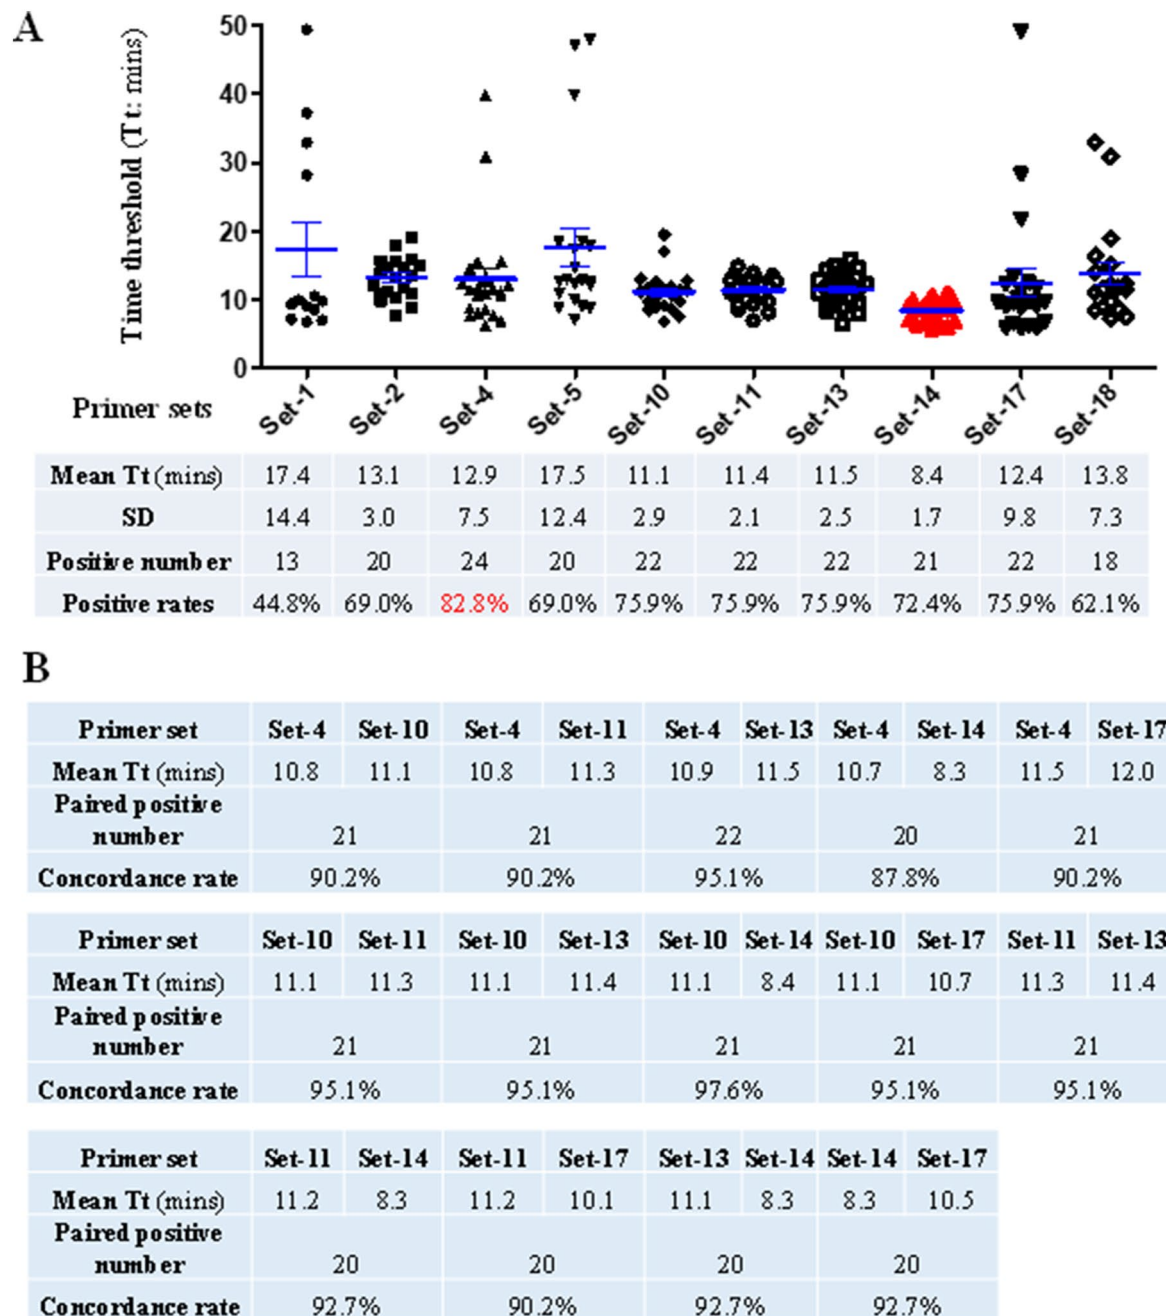 A
Time threshold (Tt: mins)
50
40
30
20
10
0
Primer sets
Set-1 Set-2 Set-4 Set-5 Set-10 Set-11 Set-13 Set-14 Set-17 Set-18
Mean Tt (mins) 17.4 13.1 12.9 17.5 11.1 11.4 11.5 8.4 12.4 13.8
SD 14.4 3.0 7.5 12.4 2.9 2.1 2.5 1.7 9.8 7.3
Positive number 13 20 24 20 22 22 22 21 22 18
Positive rates 44.8% 69.0% 82.8% 69.0% 75.9% 75.9% 75.9% 72.4% 75.9% 62.1%
B
Primer set Set-4 Set-10 Set-4 Set-11 Set-4 Set-13 Set-4 Set-14 Set-4 Set-17
Mean Tt (mins) 10.8 11.1 10.8 11.3 10.9 11.5 10.7 8.3 11.5 12.0
Paired positive
number 21 21 22 20 21
Concordance rate 90.2% 90.2% 95.1% 87.8% 90.2%
Primer set Set-10 Set-11 Set-10 Set-13 Set-10 Set-14 Set-10 Set-17 Set-11 Set-13
Mean Tt (mins) 11.1 11.3 11.1 11.4 11.1 8.4 11.1 10.7 11.3 11.4
Paired positive
number 21 21 21 21 21
Concordance rate 95.1% 95.1% 97.6% 95.1% 95.1%
Primer set Set-11 Set-14 Set-11 Set-17 Set-13 Set-14 Set-14 Set-17
Mean Tt (mins) 11.2 8.3 11.2 10.1 11.1 8.3 8.3 10.5
Paired positive
number 20 20 20 20
Concordance rate 92.7% 90.2% 92.7% 92.7%